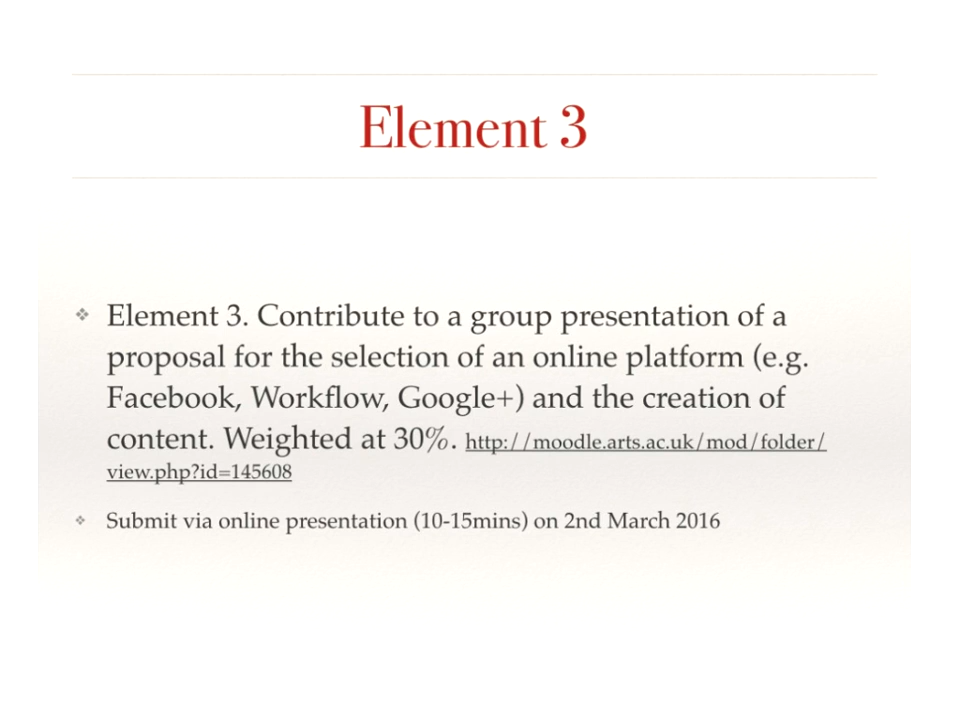 Element 3
Element 3. Contribute to a group presentation of a
proposal for the selection of an online platform (e.g.
Facebook, Workflow, Google+) and the creation of
content. Weighted at 30%. http://moodle.arts.ac.uk/mod/folder/
view.php?id=145608
Submit via online presentation (10-15mins) on 2nd March 2016